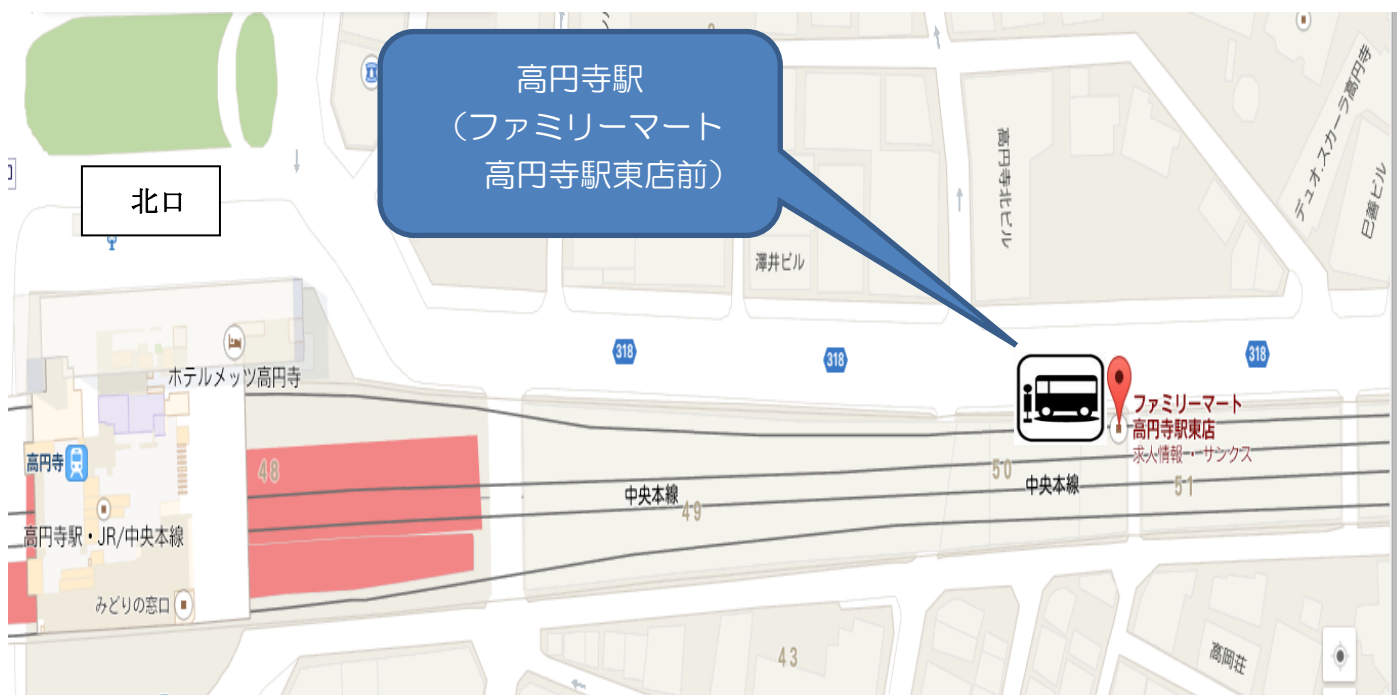 高円寺駅
（ファミリーマート
高円寺駅東店前）
北口
高円寺北ビル
デュオ.スカーラ高円寺
巳善ビル
澤井ビル
318
318
318
ホテルメッツ高円寺
ファミリーマート
高円寺駅東店
求人情報・サンクス
高円寺
48
50
中央本線
51
中央本線
49
高円寺駅・JR/中央本線
みどりの窓口
43
高岡荘